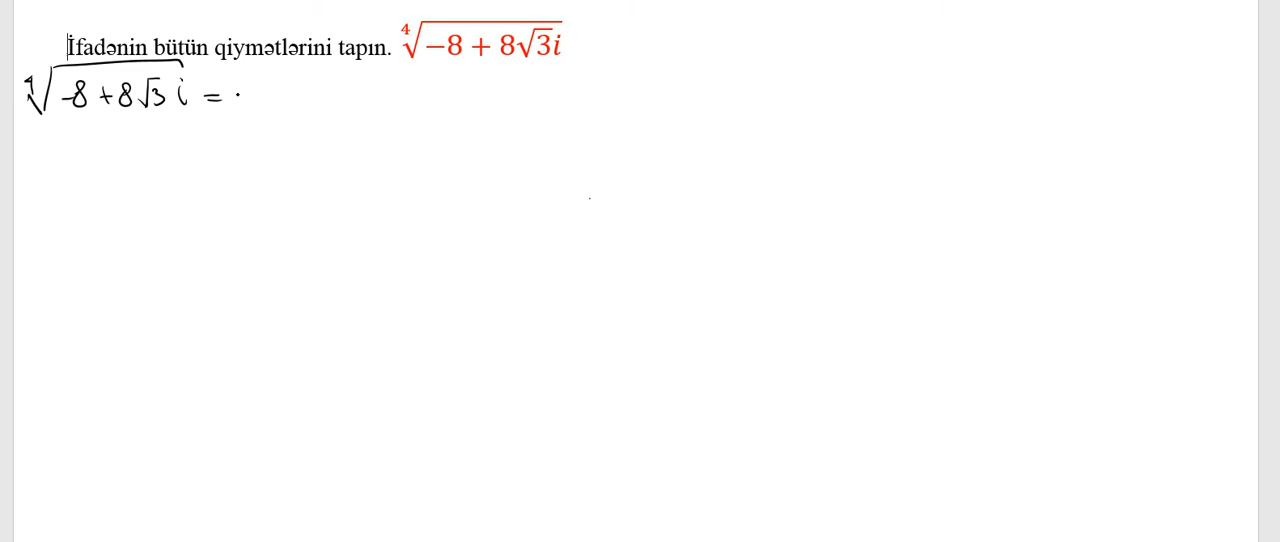 İfadənin bütün qiymətlərini tapın. ∜(−8 + 8√3i)
∜(-8 + 8√3 i) = .